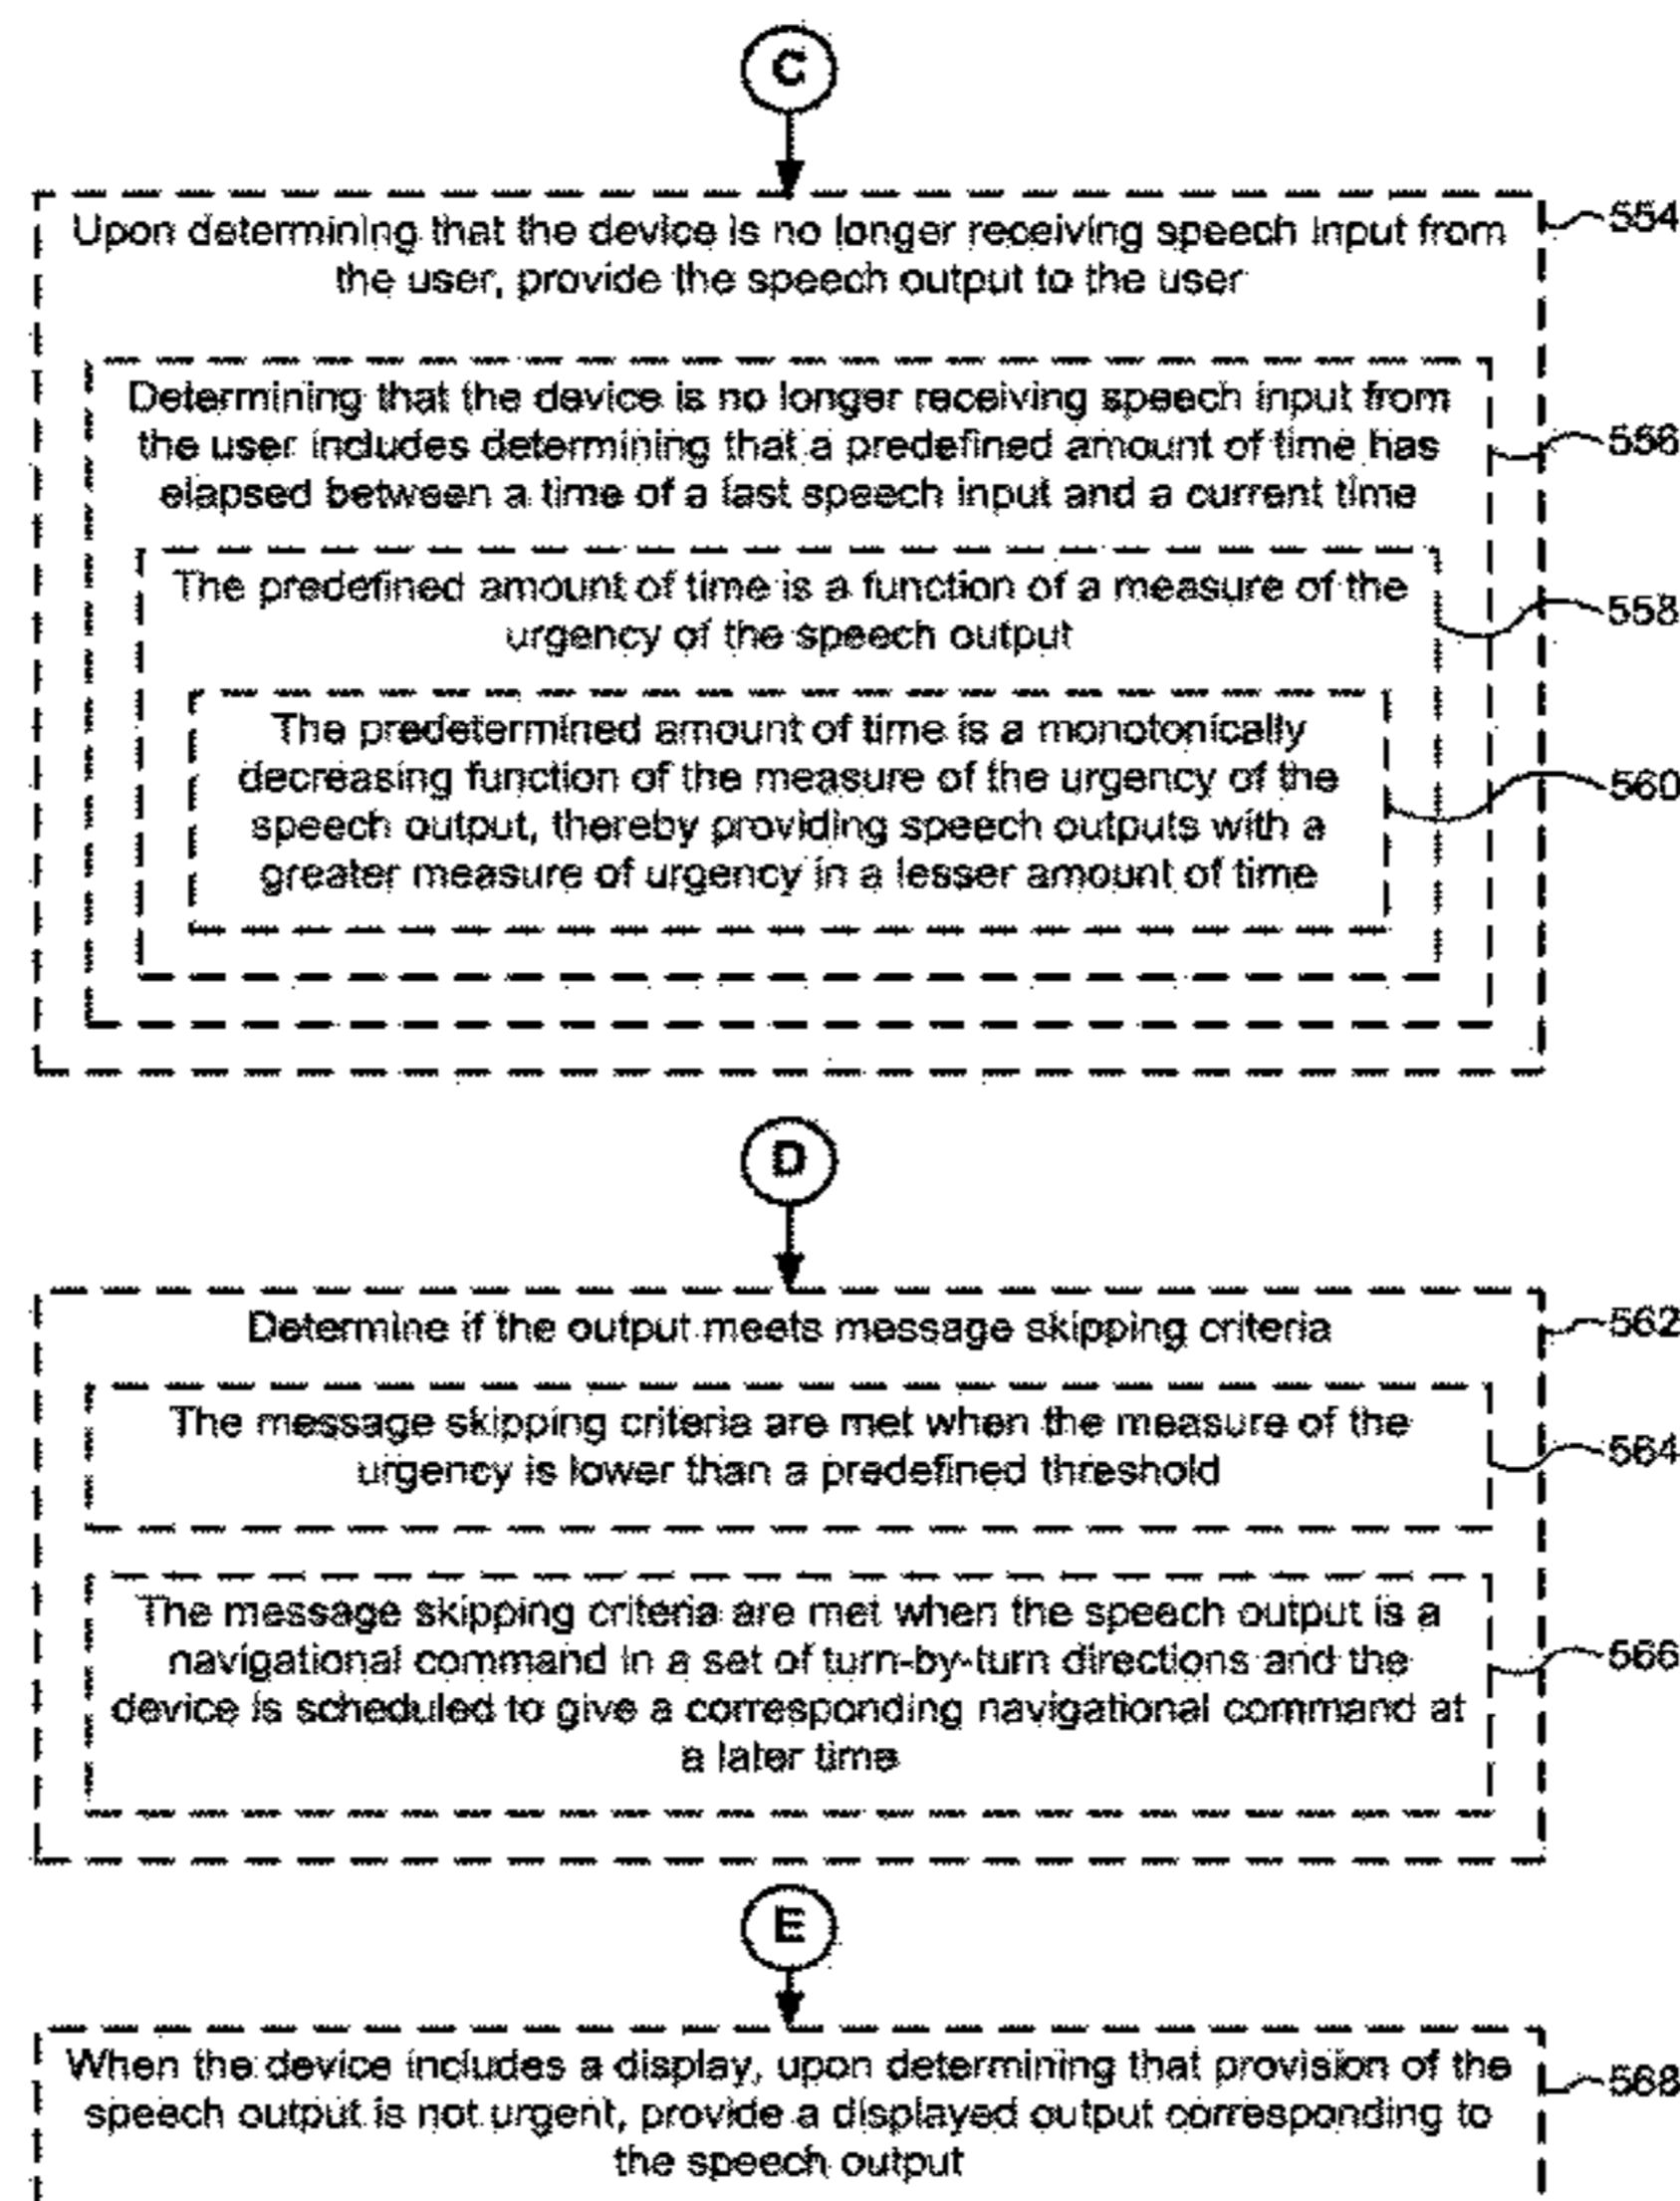 C
Upon determining that the device is no longer receiving speech input from
the user, provide the speech output to the user
554
Determining that the device is no longer receiving speech input from
the user includes determining that a predefined amount of time has
elapsed between a time of a last speech input and a current time
556
The predefined amount of time is a function of a measure of the
urgency of the speech output
558
The predetermined amount of time is a monotonically
decreasing function of the measure of the urgency of the
speech output, thereby providing speech outputs with a
greater measure of urgency in a lesser amount of time
560
D
Determine if the output meets message skipping criteria
562
The message skipping criteria are met when the measure of the
urgency is lower than a predefined threshold
564
The message skipping criteria are met when the speech output is a
navigational command in a set of turn-by-turn directions and the
device is scheduled to give a corresponding navigational command at
a later time
566
E
When the device includes a display, upon determining that provision of the
speech output is not urgent, provide a displayed output corresponding to
the speech output
568